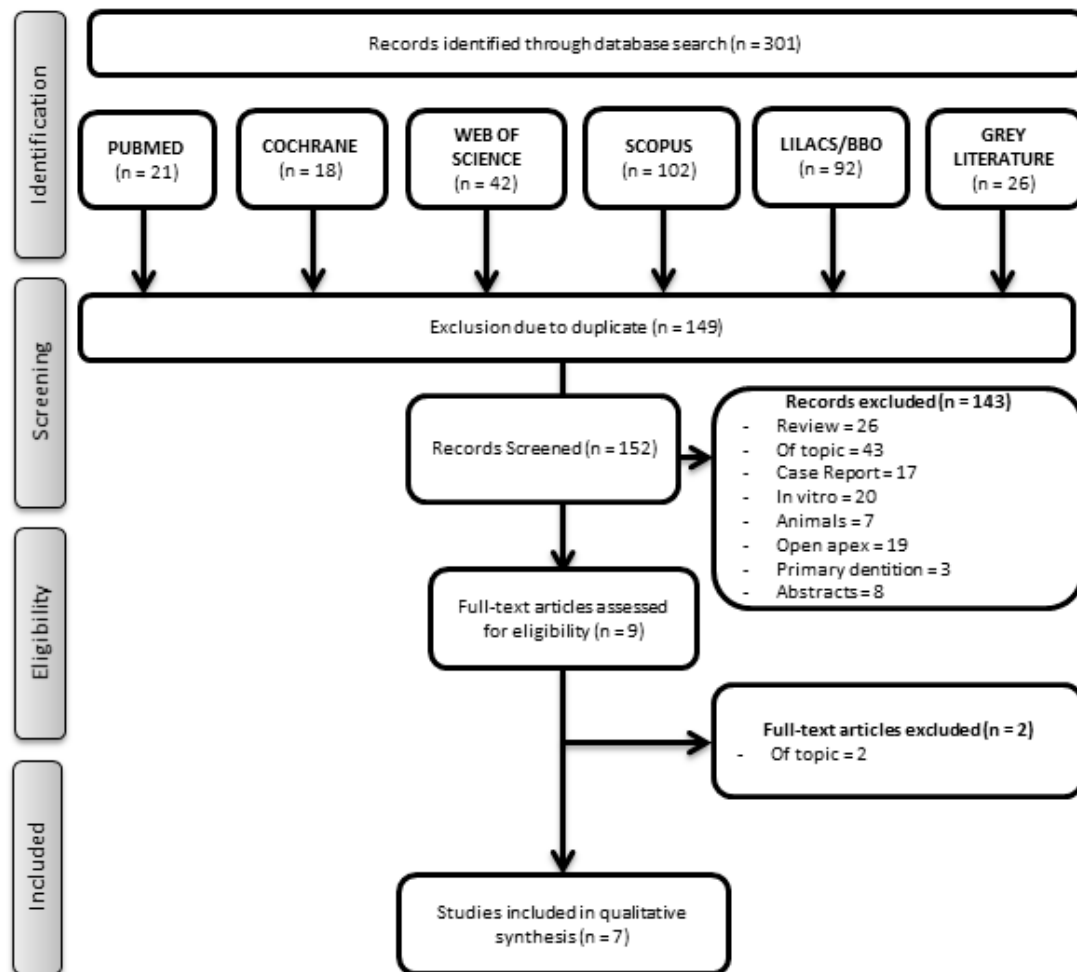 Identification
Records identified through database search (n = 301)
PUBMED
(n = 21)
COCHRANE
(n = 18)
WEB OF
SCIENCE
(n = 42)
SCOPUS
(n = 102)
LILACS/BBO
(n = 92)
GREY
LITERATURE
(n = 26)
Screening
Exclusion due to duplicate (n = 149)
Records Screened (n = 152)
Records excluded (n = 143)
- Review = 26
- Of topic = 43
- Case Report = 17
- In vitro = 20
- Animals = 7
- Open apex = 19
- Primary dentition = 3
- Abstracts = 8
Eligibility
Full-text articles assessed
for eligibility (n = 9)
Full-text articles excluded (n = 2)
- Of topic = 2
Included
Studies included in qualitative
synthesis (n = 7)